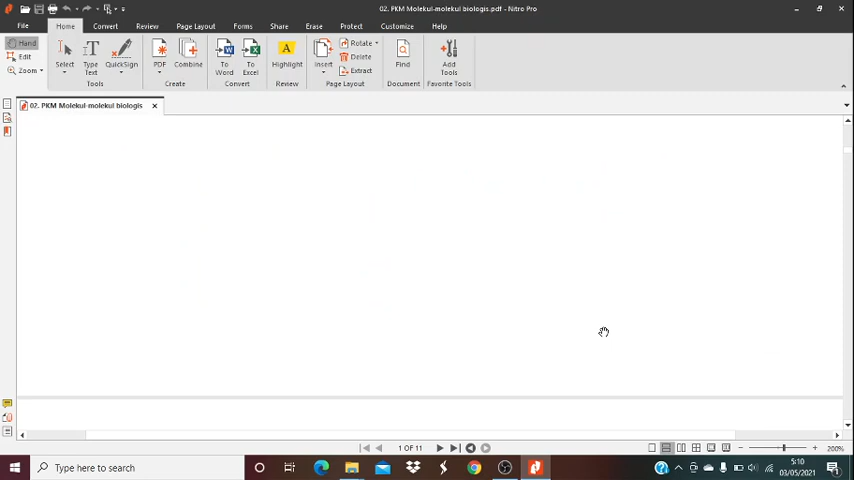 02. PKM Molekul-molekul biologis.pdf - Nitro Pro
File Home Convert Review Page Layout Forms Share Erase Protect Customize Help
Hand
Edit
Zoom
Select
Type Text
QuickSign
Tools
PDF
Combine
Create
To Word
To Excel
Convert
Highlight
Review
Insert
Rotate
Delete
Extract
Page Layout
Find
Document
Add Tools
Favorite Tools
02. PKM Molekul-molekul biologis
1 OF 11
200%
Type here to search
5:10
03/05/2021